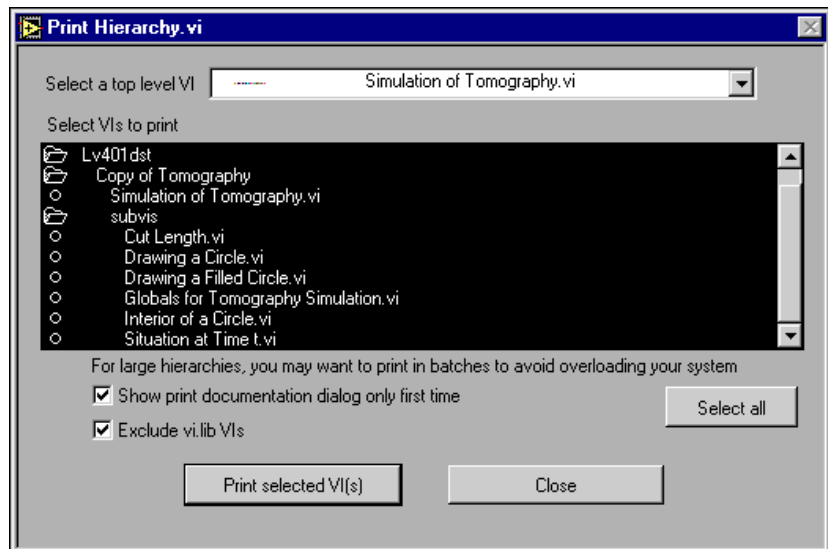 Print Hierarchy.vi
Select a top level VI
Simulation of Tomography.vi
Select VIs to print
Lv401dst
Copy of Tomography
Simulation of Tomography.vi
subvis
Cut Length.vi
Drawing a Circle.vi
Drawing a Filled Circle.vi
Globals for Tomography Simulation.vi
Interior of a Circle.vi
Situation at Time t.vi
For large hierarchies, you may want to print in batches to avoid overloading your system
Show print documentation dialog only first time
Select all
Exclude vi.lib VIs
Print selected VI(s)
Close